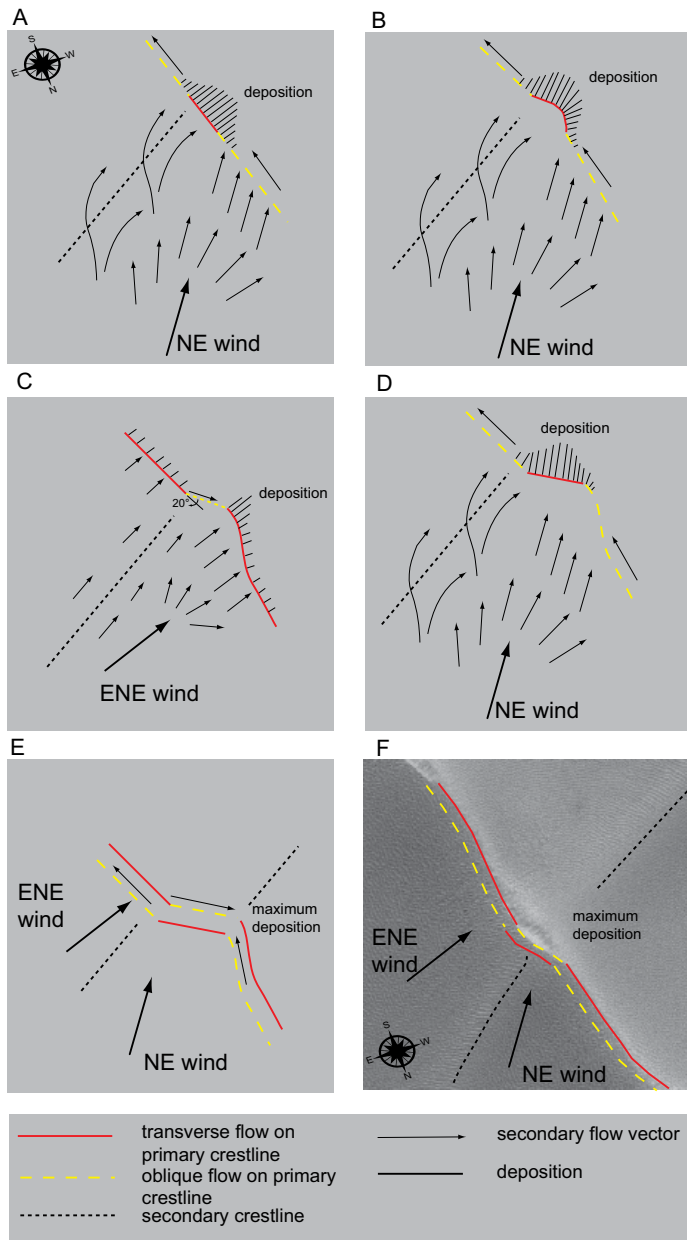 A
S
E
W
N
deposition
NE wind
B
deposition
NE wind
C
20°
deposition
ENE wind
D
deposition
NE wind
E
ENE
wind
maximum
deposition
NE wind
F
maximum
deposition
ENE
wind
S
E
W
N
NE wind
transverse flow on
primary crestline
oblique flow on primary
crestline
secondary crestline
secondary flow vector
deposition